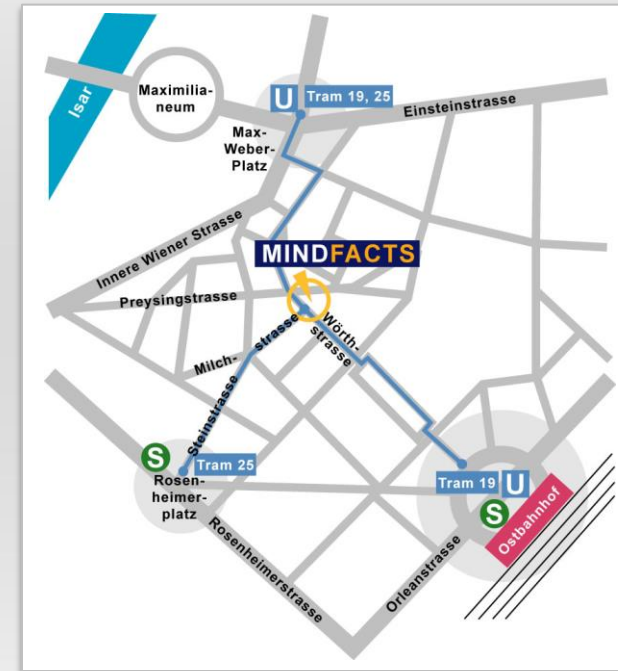 Isar
Maximilia-
neum
U Tram 19, 25
Einsteinstrasse
Max-
Weber-
Platz
Innere Wiener Strasse
MINDFACTS
Preysingstrasse
Wörth-
strasse
Milch-
strasse
Steinstrasse
S
Rosen-
heimer-
platz
Tram 25
Tram 19 U
S
Ostbahnhof
Rosenheimerstrasse
Orleanstrasse